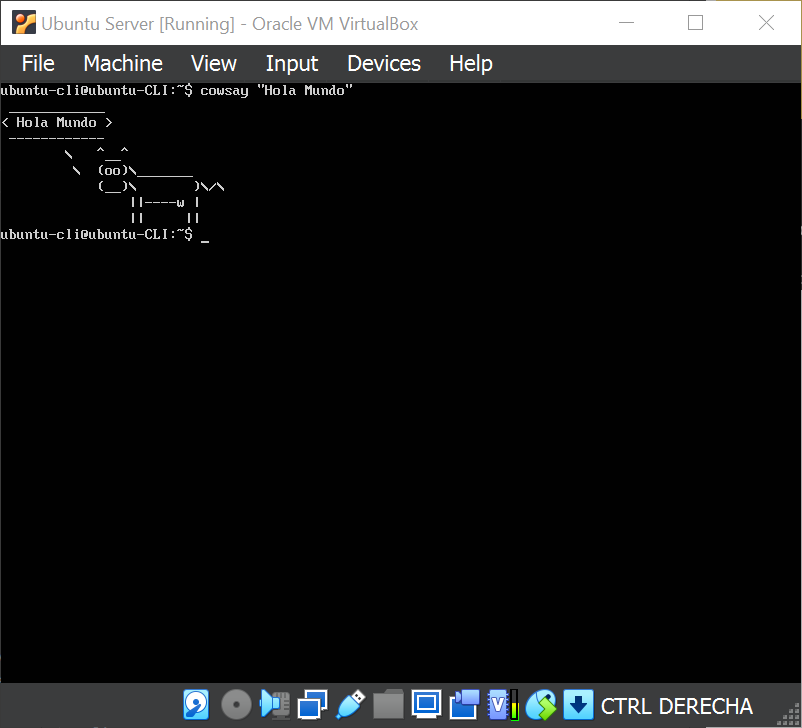 Ubuntu Server [Running] - Oracle VM VirtualBox
File Machine View Input Devices Help
ubuntu-cli@ubuntu-CLI:~$ cowsay "Hola Mundo"
 ____________
< Hola Mundo >
 ------------
        \   ^__^
         \  (oo)\_______
            (__)\       )\/\
                ||----w |
                ||     ||
ubuntu-cli@ubuntu-CLI:~$ _
V
CTRL DERECHA